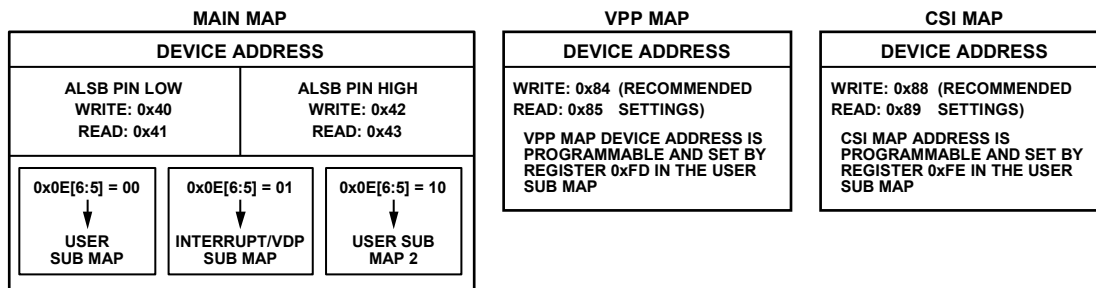 MAIN MAP
DEVICE ADDRESS
ALSB PIN LOW
WRITE: 0x40
READ: 0x41
ALSB PIN HIGH
WRITE: 0x42
READ: 0x43
0x0E[6:5] = 00
USER
SUB MAP
0x0E[6:5] = 01
INTERRUPT/VDP
SUB MAP
0x0E[6:5] = 10
USER SUB
MAP 2
VPP MAP
DEVICE ADDRESS
WRITE: 0x84 (RECOMMENDED
READ: 0x85 SETTINGS)
VPP MAP DEVICE ADDRESS IS
PROGRAMMABLE AND SET BY
REGISTER 0xFD IN THE USER
SUB MAP
CSI MAP
DEVICE ADDRESS
WRITE: 0x88 (RECOMMENDED
READ: 0x89 SETTINGS)
CSI MAP ADDRESS IS
PROGRAMMABLE AND SET BY
REGISTER 0xFE IN THE USER
SUB MAP